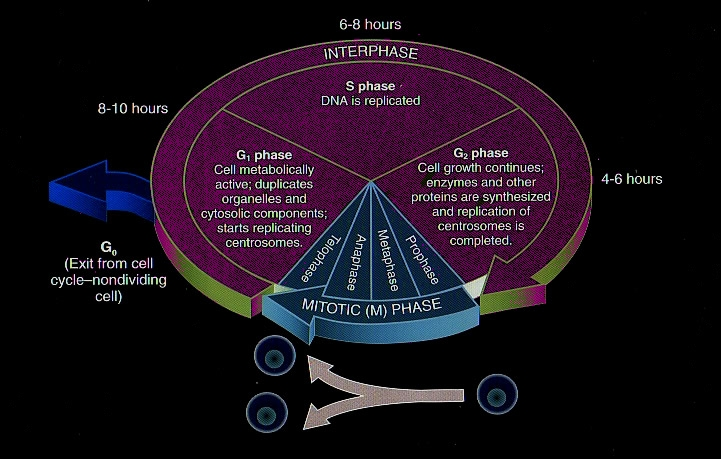 6-8 hours
INTERPHASE
S phase
DNA is replicated
8-10 hours
G₁ phase
Cell metabolically
active; duplicates
organelles and
cytosolic components;
starts replicating
centrosomes.
G₂ phase
Cell growth continues;
enzymes and other
proteins are synthesized
and replication of
centrosomes is
completed.
4-6 hours
G₀
(Exit from cell
cycle–nondividing
cell)
Telophase
Anaphase
Metaphase
Prophase
MITOTIC (M) PHASE